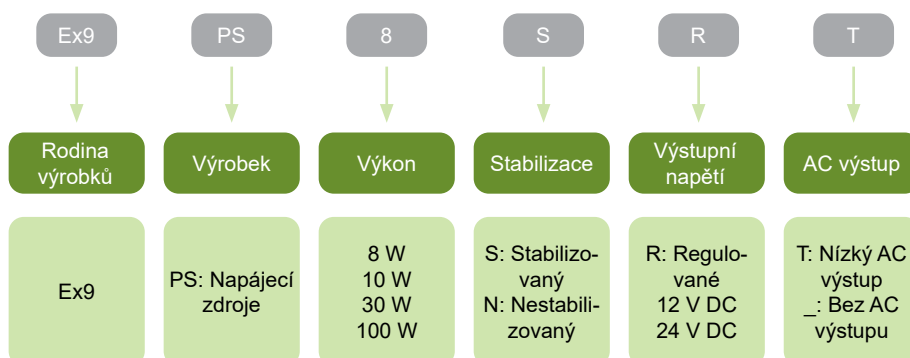 Ex9
PS
8
S
R
T
Rodina
výrobků
Výrobek
Výkon
Stabilizace
Výstupní
napětí
AC výstup
Ex9
PS: Napájecí
zdroje
8 W
10 W
30 W
100 W
S: Stabilizo-
vaný
N: Nestabili-
zovaný
R: Regulo-
vané
12 V DC
24 V DC
T: Nízký AC
výstup
_: Bez AC
výstupu